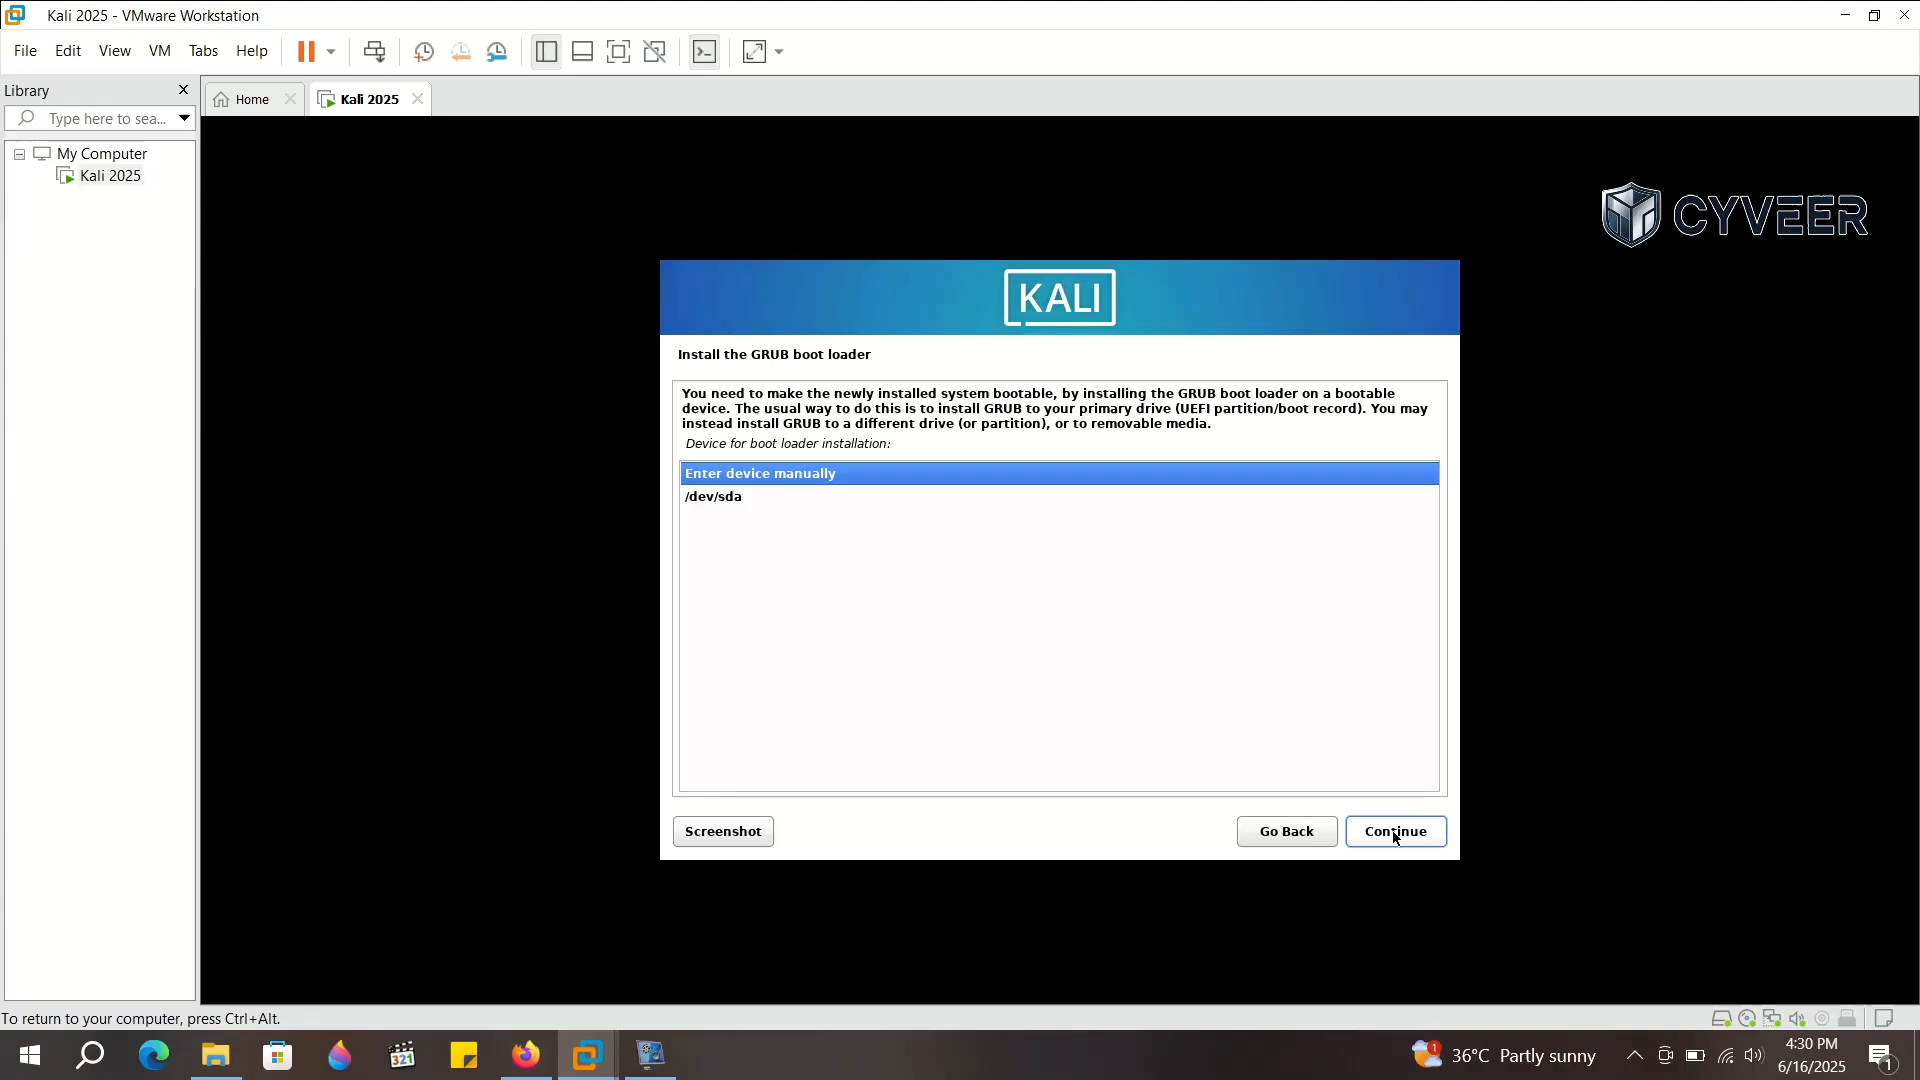 Kali 2025 - VMware Workstation
File Edit View VM Tabs Help
Library
Home
Kali 2025
Type here to sea...
My Computer
Kali 2025
CYVEER
KALI
Install the GRUB boot loader
You need to make the newly installed system bootable, by installing the GRUB boot loader on a bootable
device. The usual way to do this is to install GRUB to your primary drive (UEFI partition/boot record). You may
instead install GRUB to a different drive (or partition), or to removable media.
Device for boot loader installation:
Enter device manually
/dev/sda
Screenshot
Go Back
Continue
To return to your computer, press Ctrl+Alt.
321
1
36°C Partly sunny
4:30 PM
6/16/2025
1